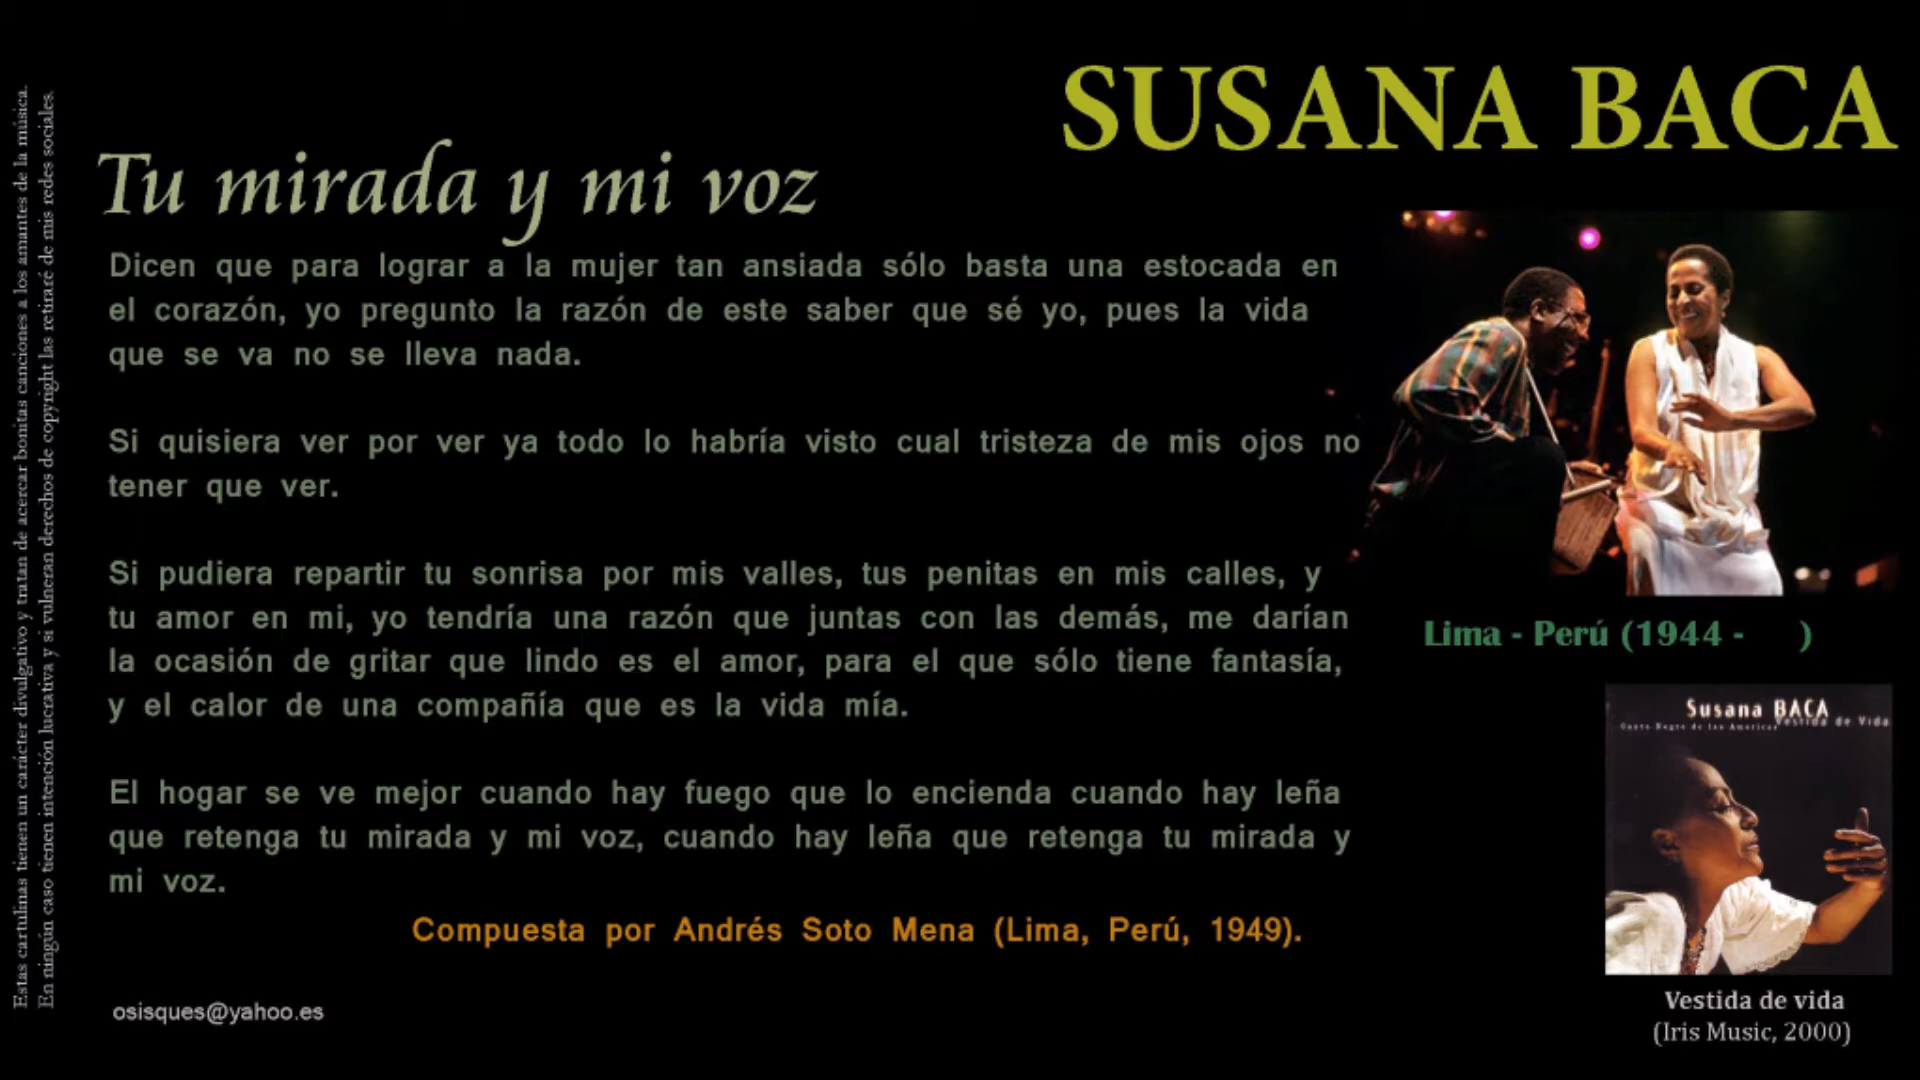 SUSANA BACA
Tu mirada y mi voz
Dicen que para lograr a la mujer tan ansiada sólo basta una estocada en
el corazón, yo pregunto la razón de este saber que sé yo, pues la vida
que se va no se lleva nada.
Si quisiera ver por ver ya todo lo habría visto cual tristeza de mis ojos no
tener que ver.
Si pudiera repartir tu sonrisa por mis valles, tus penitas en mis calles, y
tu amor en mi, yo tendría una razón que juntas con las demás, me darían
la ocasión de gritar que lindo es el amor, para el que sólo tiene fantasía,
y el calor de una compañía que es la vida mía.
El hogar se ve mejor cuando hay fuego que lo encienda cuando hay leña
que retenga tu mirada y mi voz, cuando hay leña que retenga tu mirada y
mi voz.
Compuesta por Andrés Soto Mena (Lima, Perú, 1949).
osisques@yahoo.es
Lima - Perú (1944 - )
Susana BACA
Vestida de Vida
Canto Negro de las Americas
Vestida de vida
(Iris Music, 2000)
Estas cartulinas tienen un carácter divulgativo y tratan de acercar bonitas canciones a los amantes de la música.
En ningún caso tienen intención lucrativa y si vulneran derechos de copyright las retiraré de mis redes sociales.